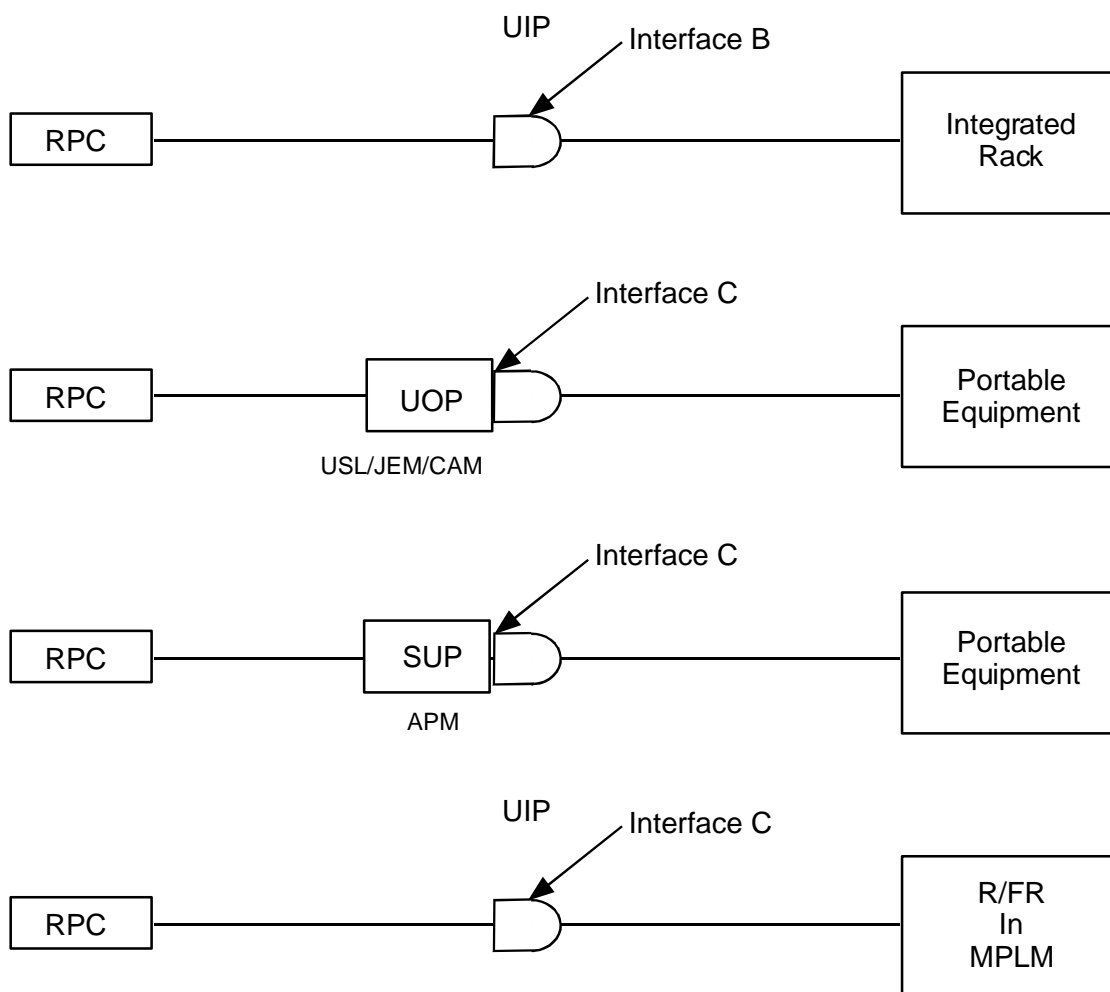 UIP
Interface B
RPC
Integrated
Rack
Interface C
RPC
UOP
Portable
Equipment
USL/JEM/CAM
Interface C
RPC
SUP
Portable
Equipment
APM
UIP
Interface C
RPC
R/FR
In
MPLM